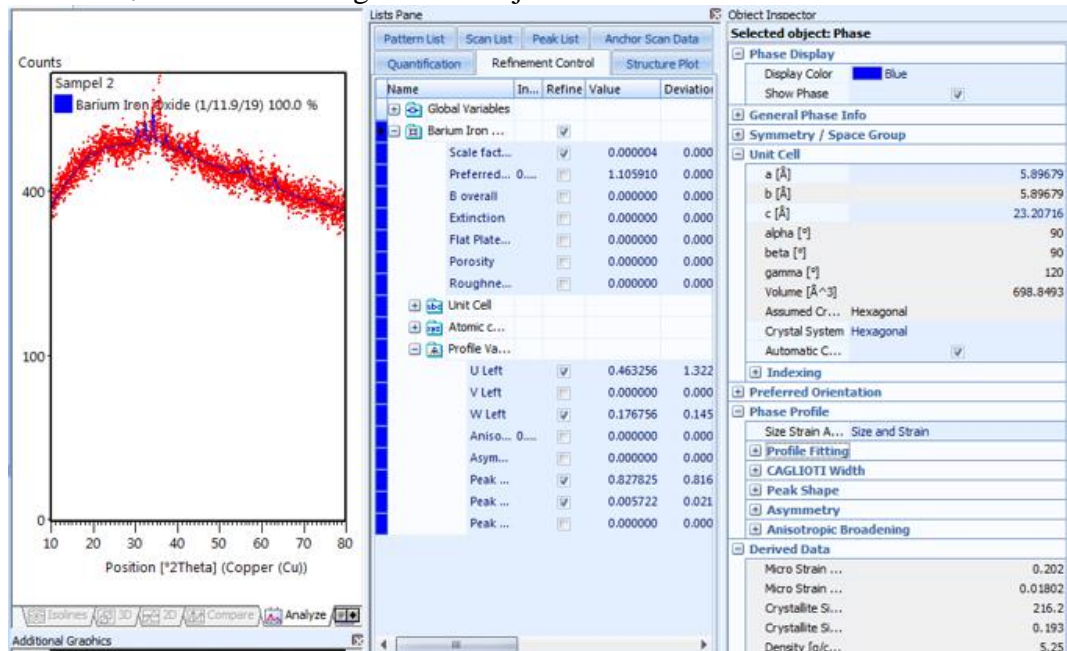 Lists Pane
Object Inspector
Pattern List Scan List Peak List Anchor Scan Data
Quantification Refinement Control Structure Plot
Name In... Refine Value Deviation
Global Variables
Barium Iron ...
Scale fact... 0.000004 0.000
Preferred... 0.... 1.105910 0.000
B overall 0.000000 0.000
Extinction 0.000000 0.000
Flat Plate... 0.000000 0.000
Porosity 0.000000 0.000
Roughne... 0.000000 0.000
Unit Cell
Atomic c...
Profile Va...
U Left 0.463256 1.322
V Left 0.000000 0.000
W Left 0.176756 0.145
Aniso... 0.... 0.000000 0.000
Asym... 0.000000 0.000
Peak ... 0.827825 0.816
Peak ... 0.005722 0.021
Peak ... 0.000000 0.000
Counts
Sampel 2
Barium Iron Oxide (1/11.9/19) 100.0 %
400
100
0
10 20 30 40 50 60 70 80
Position [°2Theta] (Copper (Cu))
Isolines 3D 2D Compare Analyze
Additional Graphics
Selected object: Phase
Phase Display
Display Color Blue
Show Phase
General Phase Info
Symmetry / Space Group
Unit Cell
a [Å] 5.89679
b [Å] 5.89679
c [Å] 23.20716
alpha [°] 90
beta [°] 90
gamma [°] 120
Volume [Å^3] 698.8493
Assumed Cr... Hexagonal
Crystal System Hexagonal
Automatic C...
Indexing
Preferred Orientation
Phase Profile
Size Strain A... Size and Strain
Profile Fitting
CAGLIOTI Width
Peak Shape
Asymmetry
Anisotropic Broadening
Derived Data
Micro Strain ... 0.202
Micro Strain ... 0.01802
Crystallite Si... 216.2
Crystallite Si... 0.193
Density [g/c... 5.25